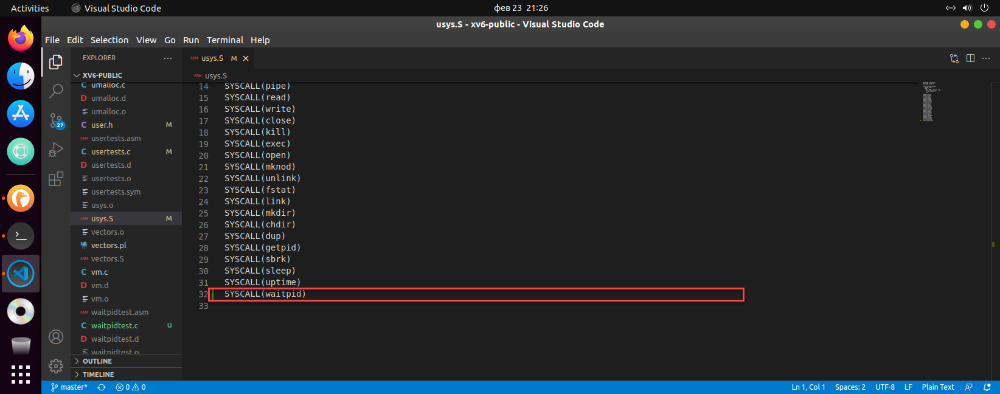 Activities
Visual Studio Code
фев 23 21:26
usys.S - xv6-public - Visual Studio Code
File Edit Selection View Go Run Terminal Help
EXPLORER
ASM usys.S M
XV6-PUBLIC
ASM usys.S
C umalloc.c
D umalloc.d
umalloc.o
C user.h M
ASM usertests.asm
C usertests.c M
D usertests.d
usertests.o
usertests.sym
usys.o
ASM usys.S M
vectors.o
vectors.pl
ASM vectors.S
C vm.c
D vm.d
vm.o
ASM waitpidtest.asm
C waitpidtest.c U
D waitpidtest.d
waitpidtest.o
OUTLINE
TIMELINE
27
14 SYSCALL(pipe)
15 SYSCALL(read)
16 SYSCALL(write)
17 SYSCALL(close)
18 SYSCALL(kill)
19 SYSCALL(exec)
20 SYSCALL(open)
21 SYSCALL(mknod)
22 SYSCALL(unlink)
23 SYSCALL(fstat)
24 SYSCALL(link)
25 SYSCALL(mkdir)
26 SYSCALL(chdir)
27 SYSCALL(dup)
28 SYSCALL(getpid)
29 SYSCALL(sbrk)
30 SYSCALL(sleep)
31 SYSCALL(uptime)
32 SYSCALL(waitpid)
33
master* 0 0
Ln 1, Col 1 Spaces: 2 UTF-8 LF Plain Text